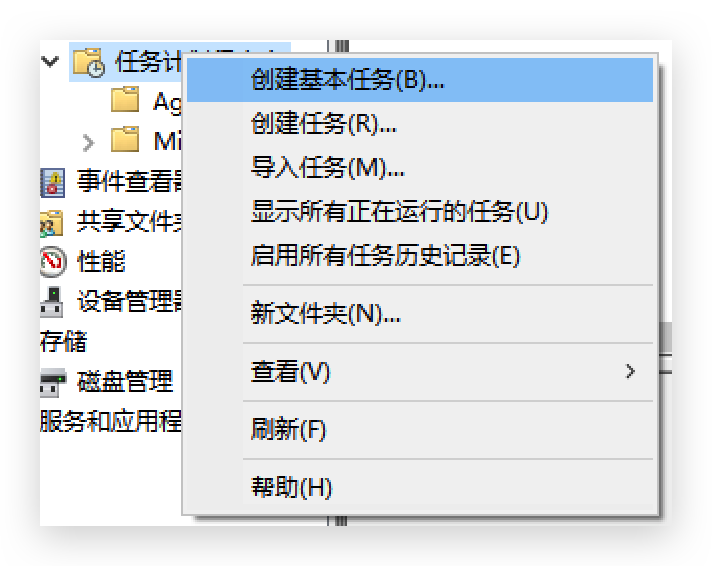 任务计
创建基本任务(B)...
Ag
创建任务(R)...
Mi
导入任务(M)...
事件查看器
显示所有正在运行的任务(U)
共享文件夹
性能
启用所有任务历史记录(E)
设备管理器
新文件夹(N)...
存储
磁盘管理
查看(V)
服务和应用程
刷新(F)
帮助(H)